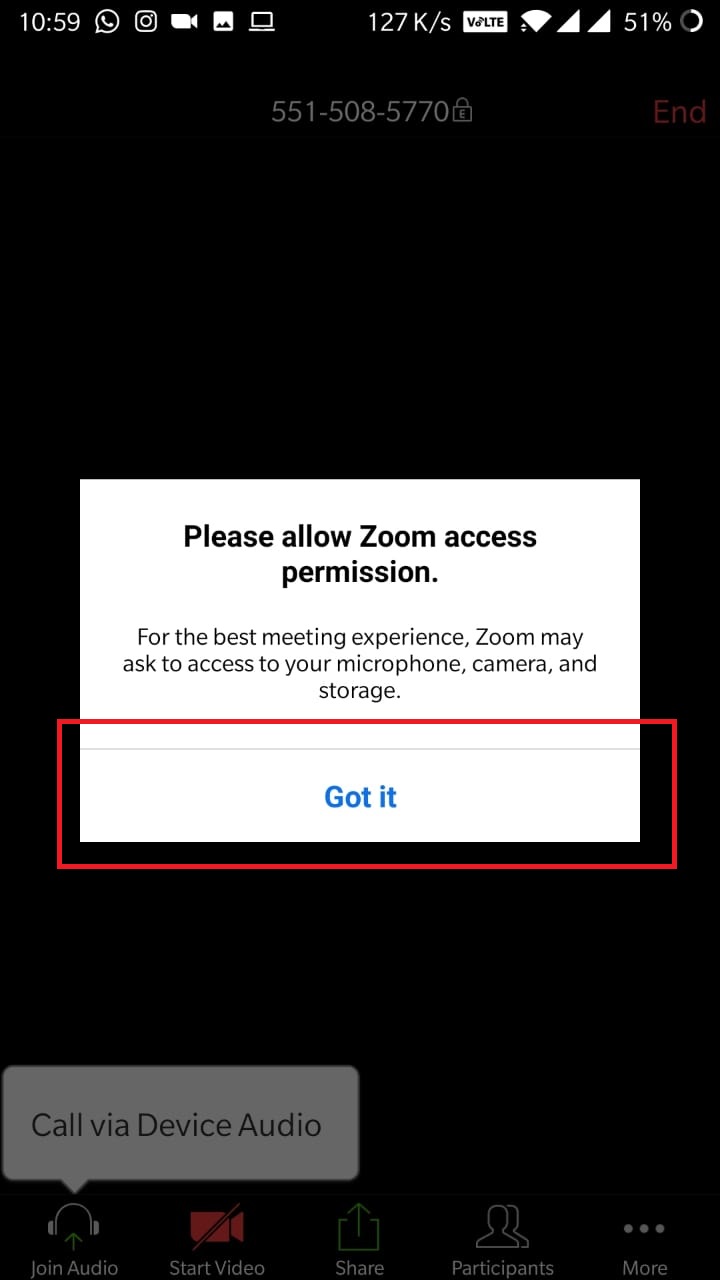 10:59 127 K/s VoLTE 51%
551-508-5770 E End
Please allow Zoom access
permission.
For the best meeting experience, Zoom may
ask to access to your microphone, camera, and
storage.
Got it
Call via Device Audio
Join Audio Start Video Share Participants More